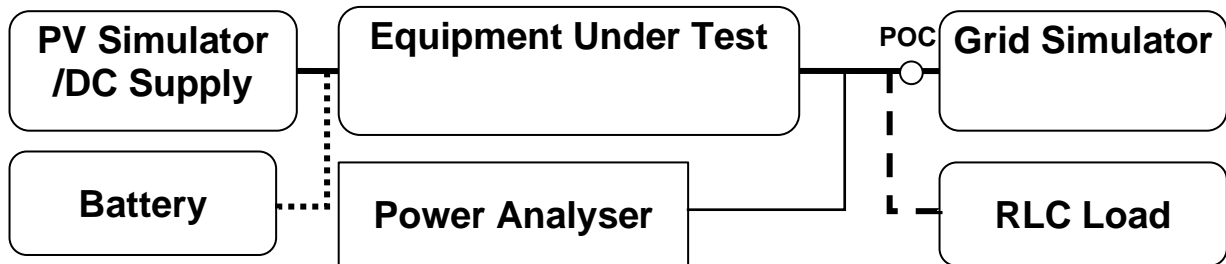 PV Simulator
/DC Supply
Equipment Under Test
POC
Grid Simulator
Battery
Power Analyser
RLC Load